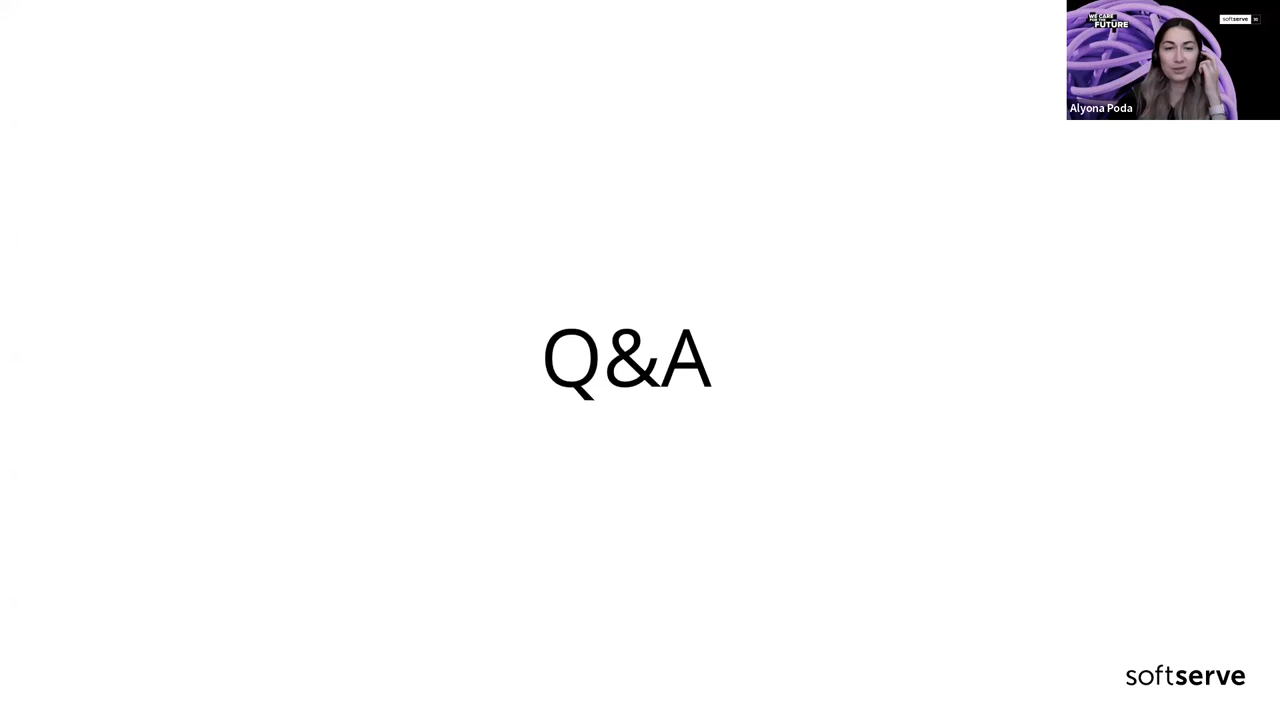 WE CARE
FUTURE
softserve
Alyona Poda
Q&A
softserve